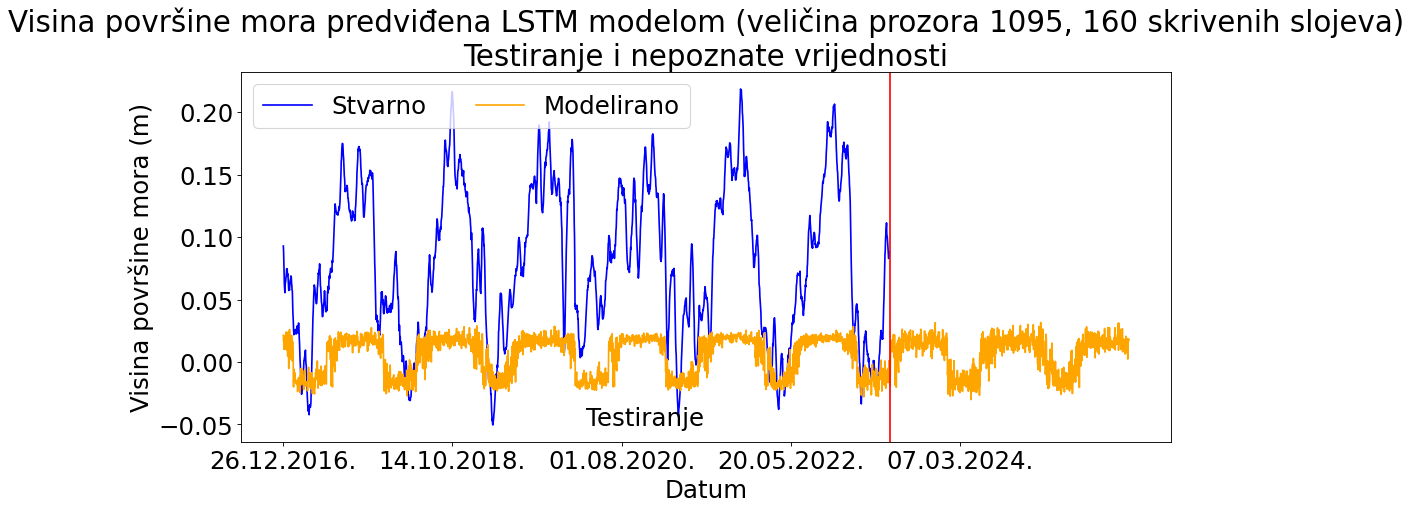 Visina površine mora predviđena LSTM modelom (veličina prozora 1095, 160 skrivenih slojeva)
Testiranje i nepoznate vrijednosti
Stvarno
Modelirano
Visina površine mora (m)
0.20
0.15
0.10
0.05
0.00
−0.05
Testiranje
26.12.2016.
14.10.2018.
01.08.2020.
20.05.2022.
07.03.2024.
Datum